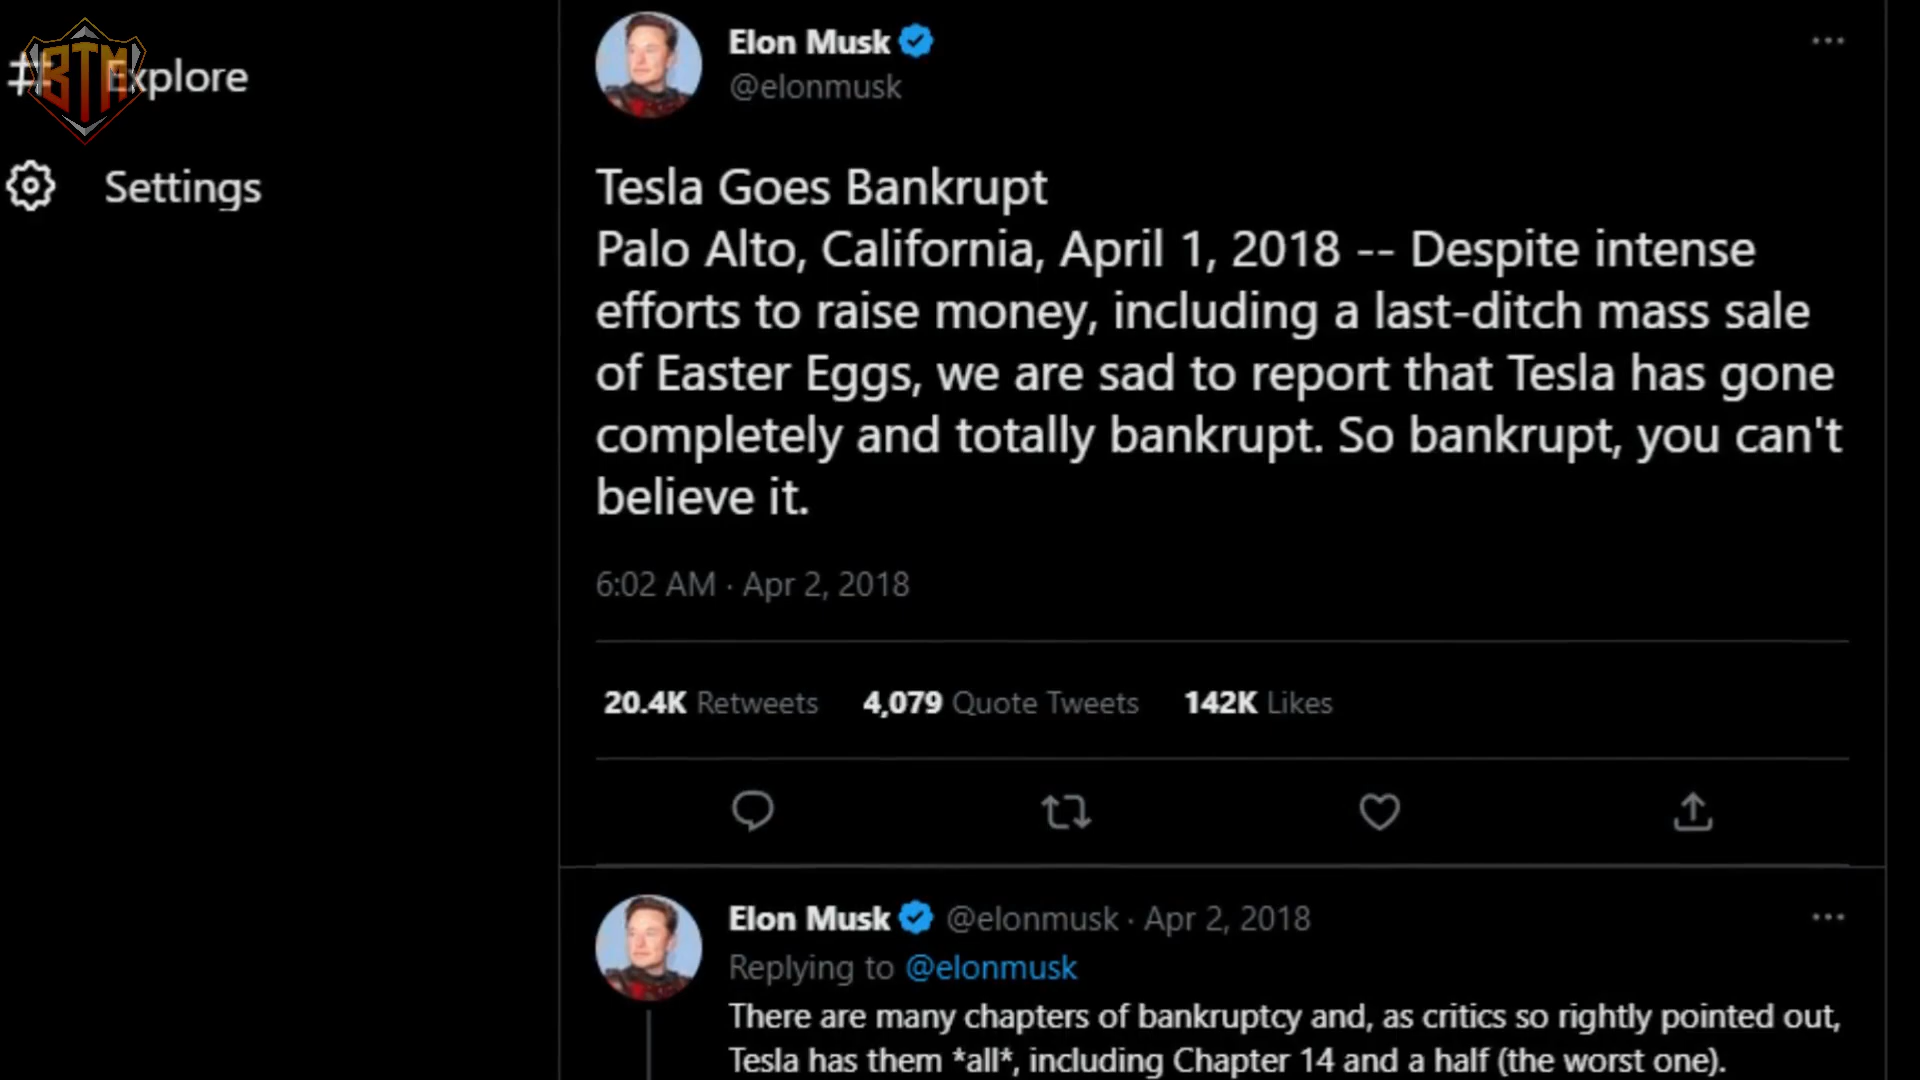 BTM
# Explore
Settings
Elon Musk
@elonmusk
Tesla Goes Bankrupt
Palo Alto, California, April 1, 2018 -- Despite intense
efforts to raise money, including a last-ditch mass sale
of Easter Eggs, we are sad to report that Tesla has gone
completely and totally bankrupt. So bankrupt, you can't
believe it.
6:02 AM · Apr 2, 2018
20.4K Retweets 4,079 Quote Tweets 142K Likes
Elon Musk @elonmusk · Apr 2, 2018
Replying to @elonmusk
There are many chapters of bankruptcy and, as critics so rightly pointed out,
Tesla has them *all*, including Chapter 14 and a half (the worst one).